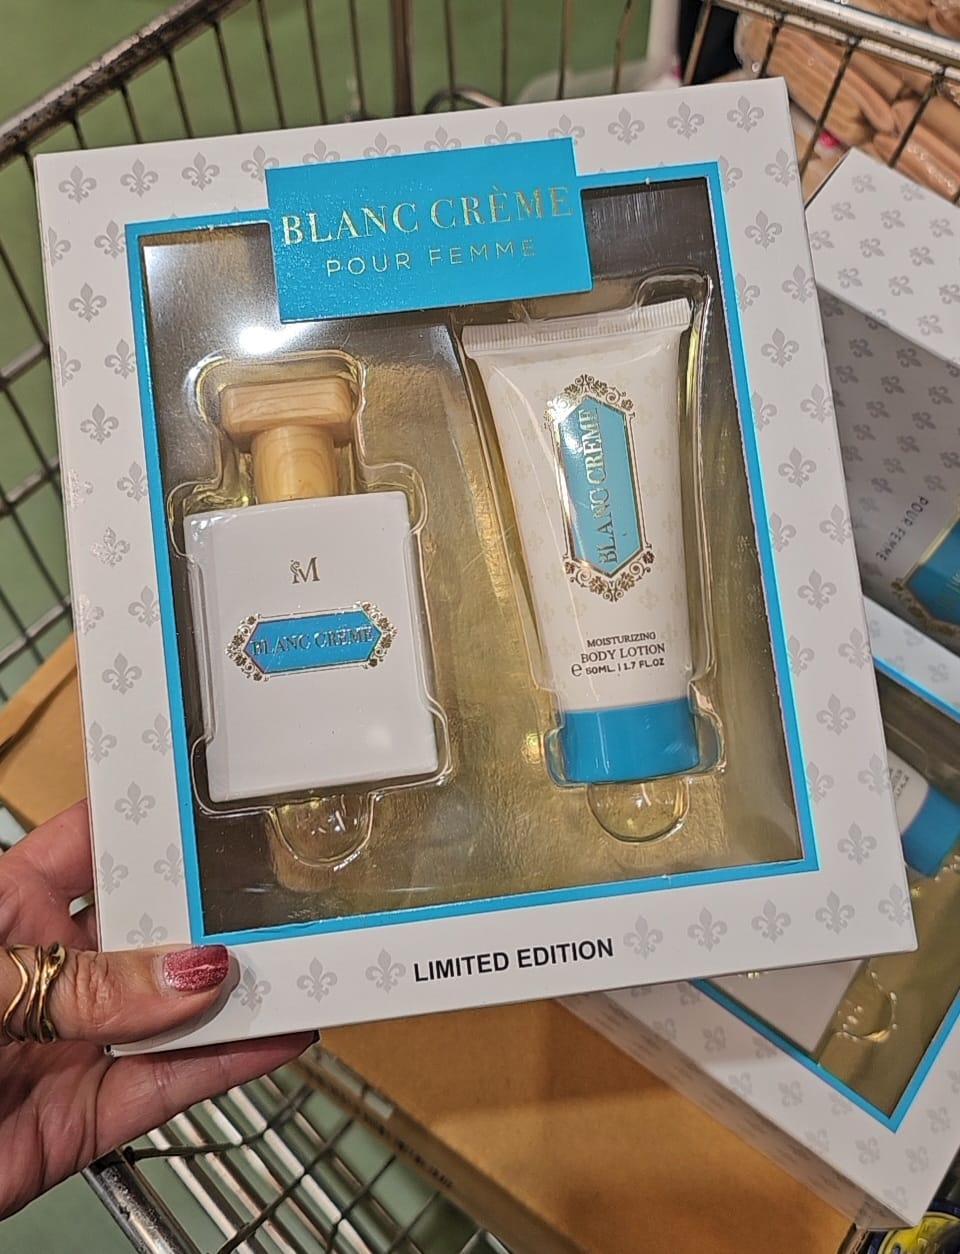 BLANC CRÈME
POUR FEMME
M
BLANC CRÈME
BLANC CRÈME
MOISTURIZING
BODY LOTION
e 50ML | 1.7 FL.OZ
LIMITED EDITION
POUR FEMME